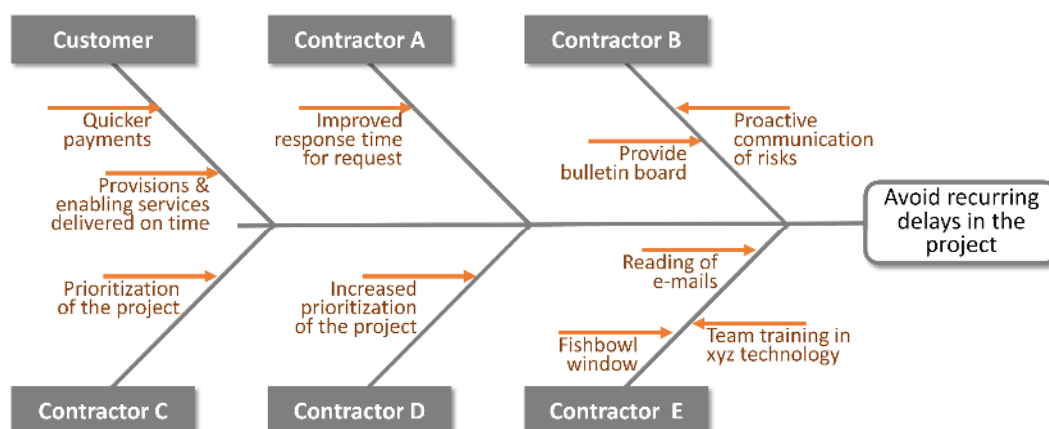 Customer
Contractor A
Contractor B
Quicker
payments
Improved
response time
for request
Proactive
communication
of risks
Provide
bulletin board
Provisions &
enabling services
delivered on time
Avoid recurring
delays in the
project
Prioritization
of the project
Increased
prioritization
of the project
Reading of
e-mails
Fishbowl
window
Team training in
xyz technology
Contractor C
Contractor D
Contractor E